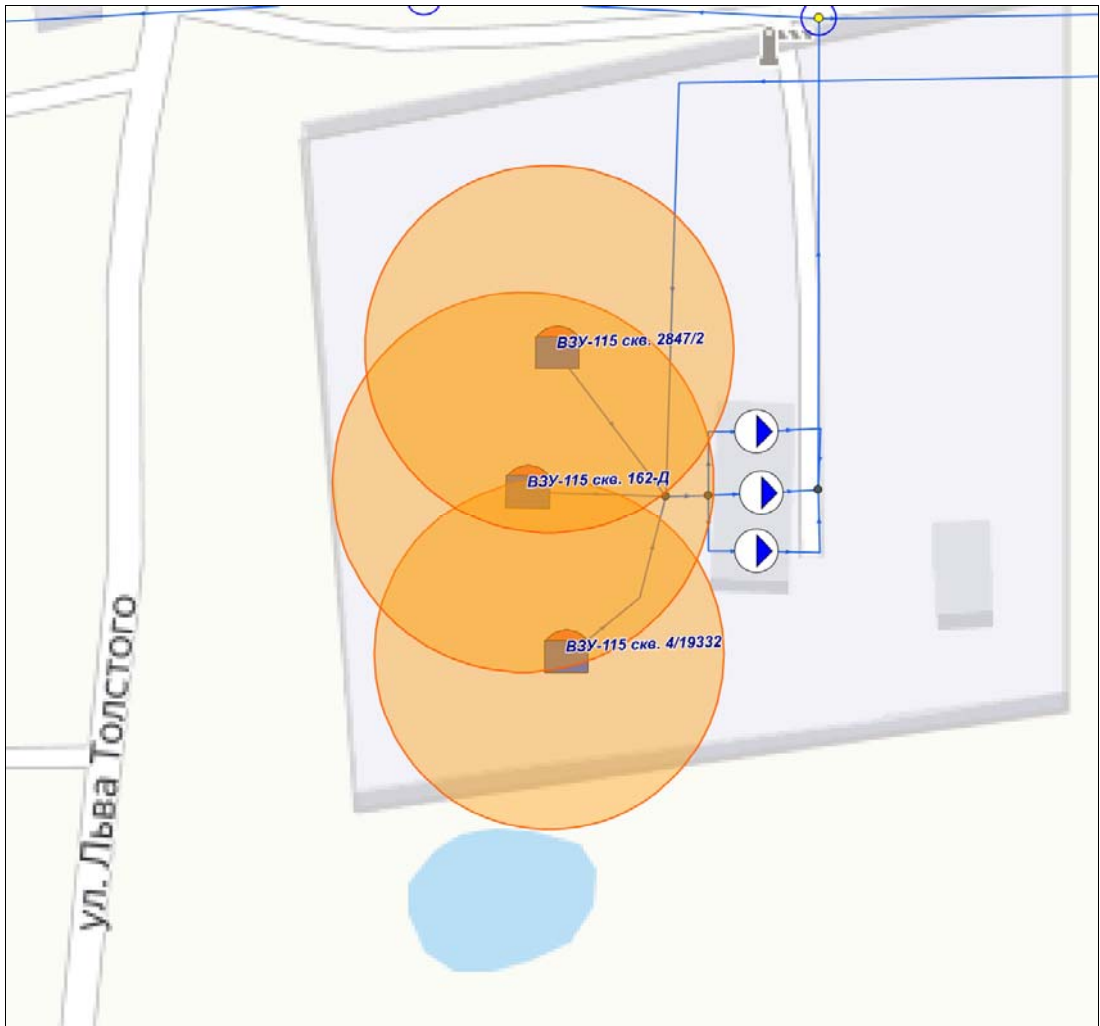 ВЗУ-115 скв. 2847/2
ВЗУ-115 скв. 162-Д
ВЗУ-115 скв. 4/19332
ул. Льва Толстого